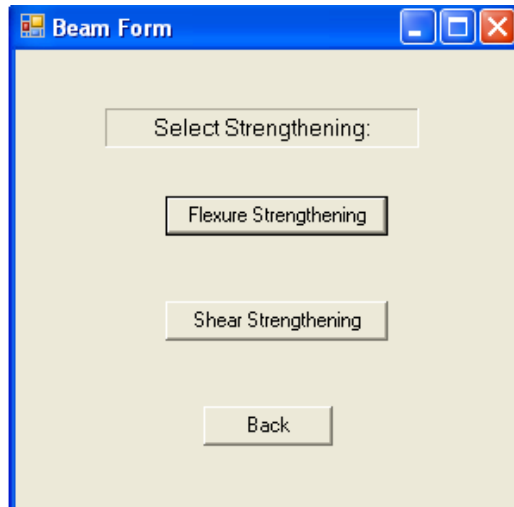 Beam Form
Select Strengthening:
Flexure Strengthening
Shear Strengthening
Back